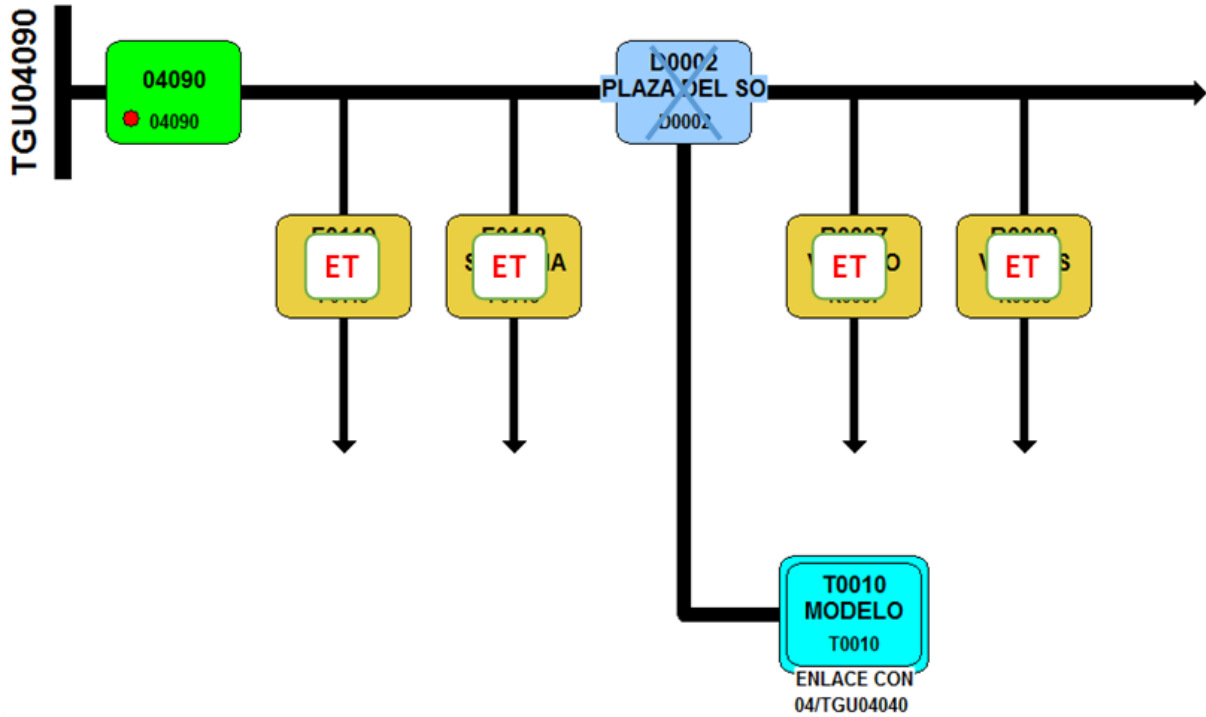 TGU04090
04090
04090
D0002
PLAZA DEL SO
D0002
ET
ET
ET
ET
T0010
MODELO
T0010
ENLACE CON
04/TGU04040